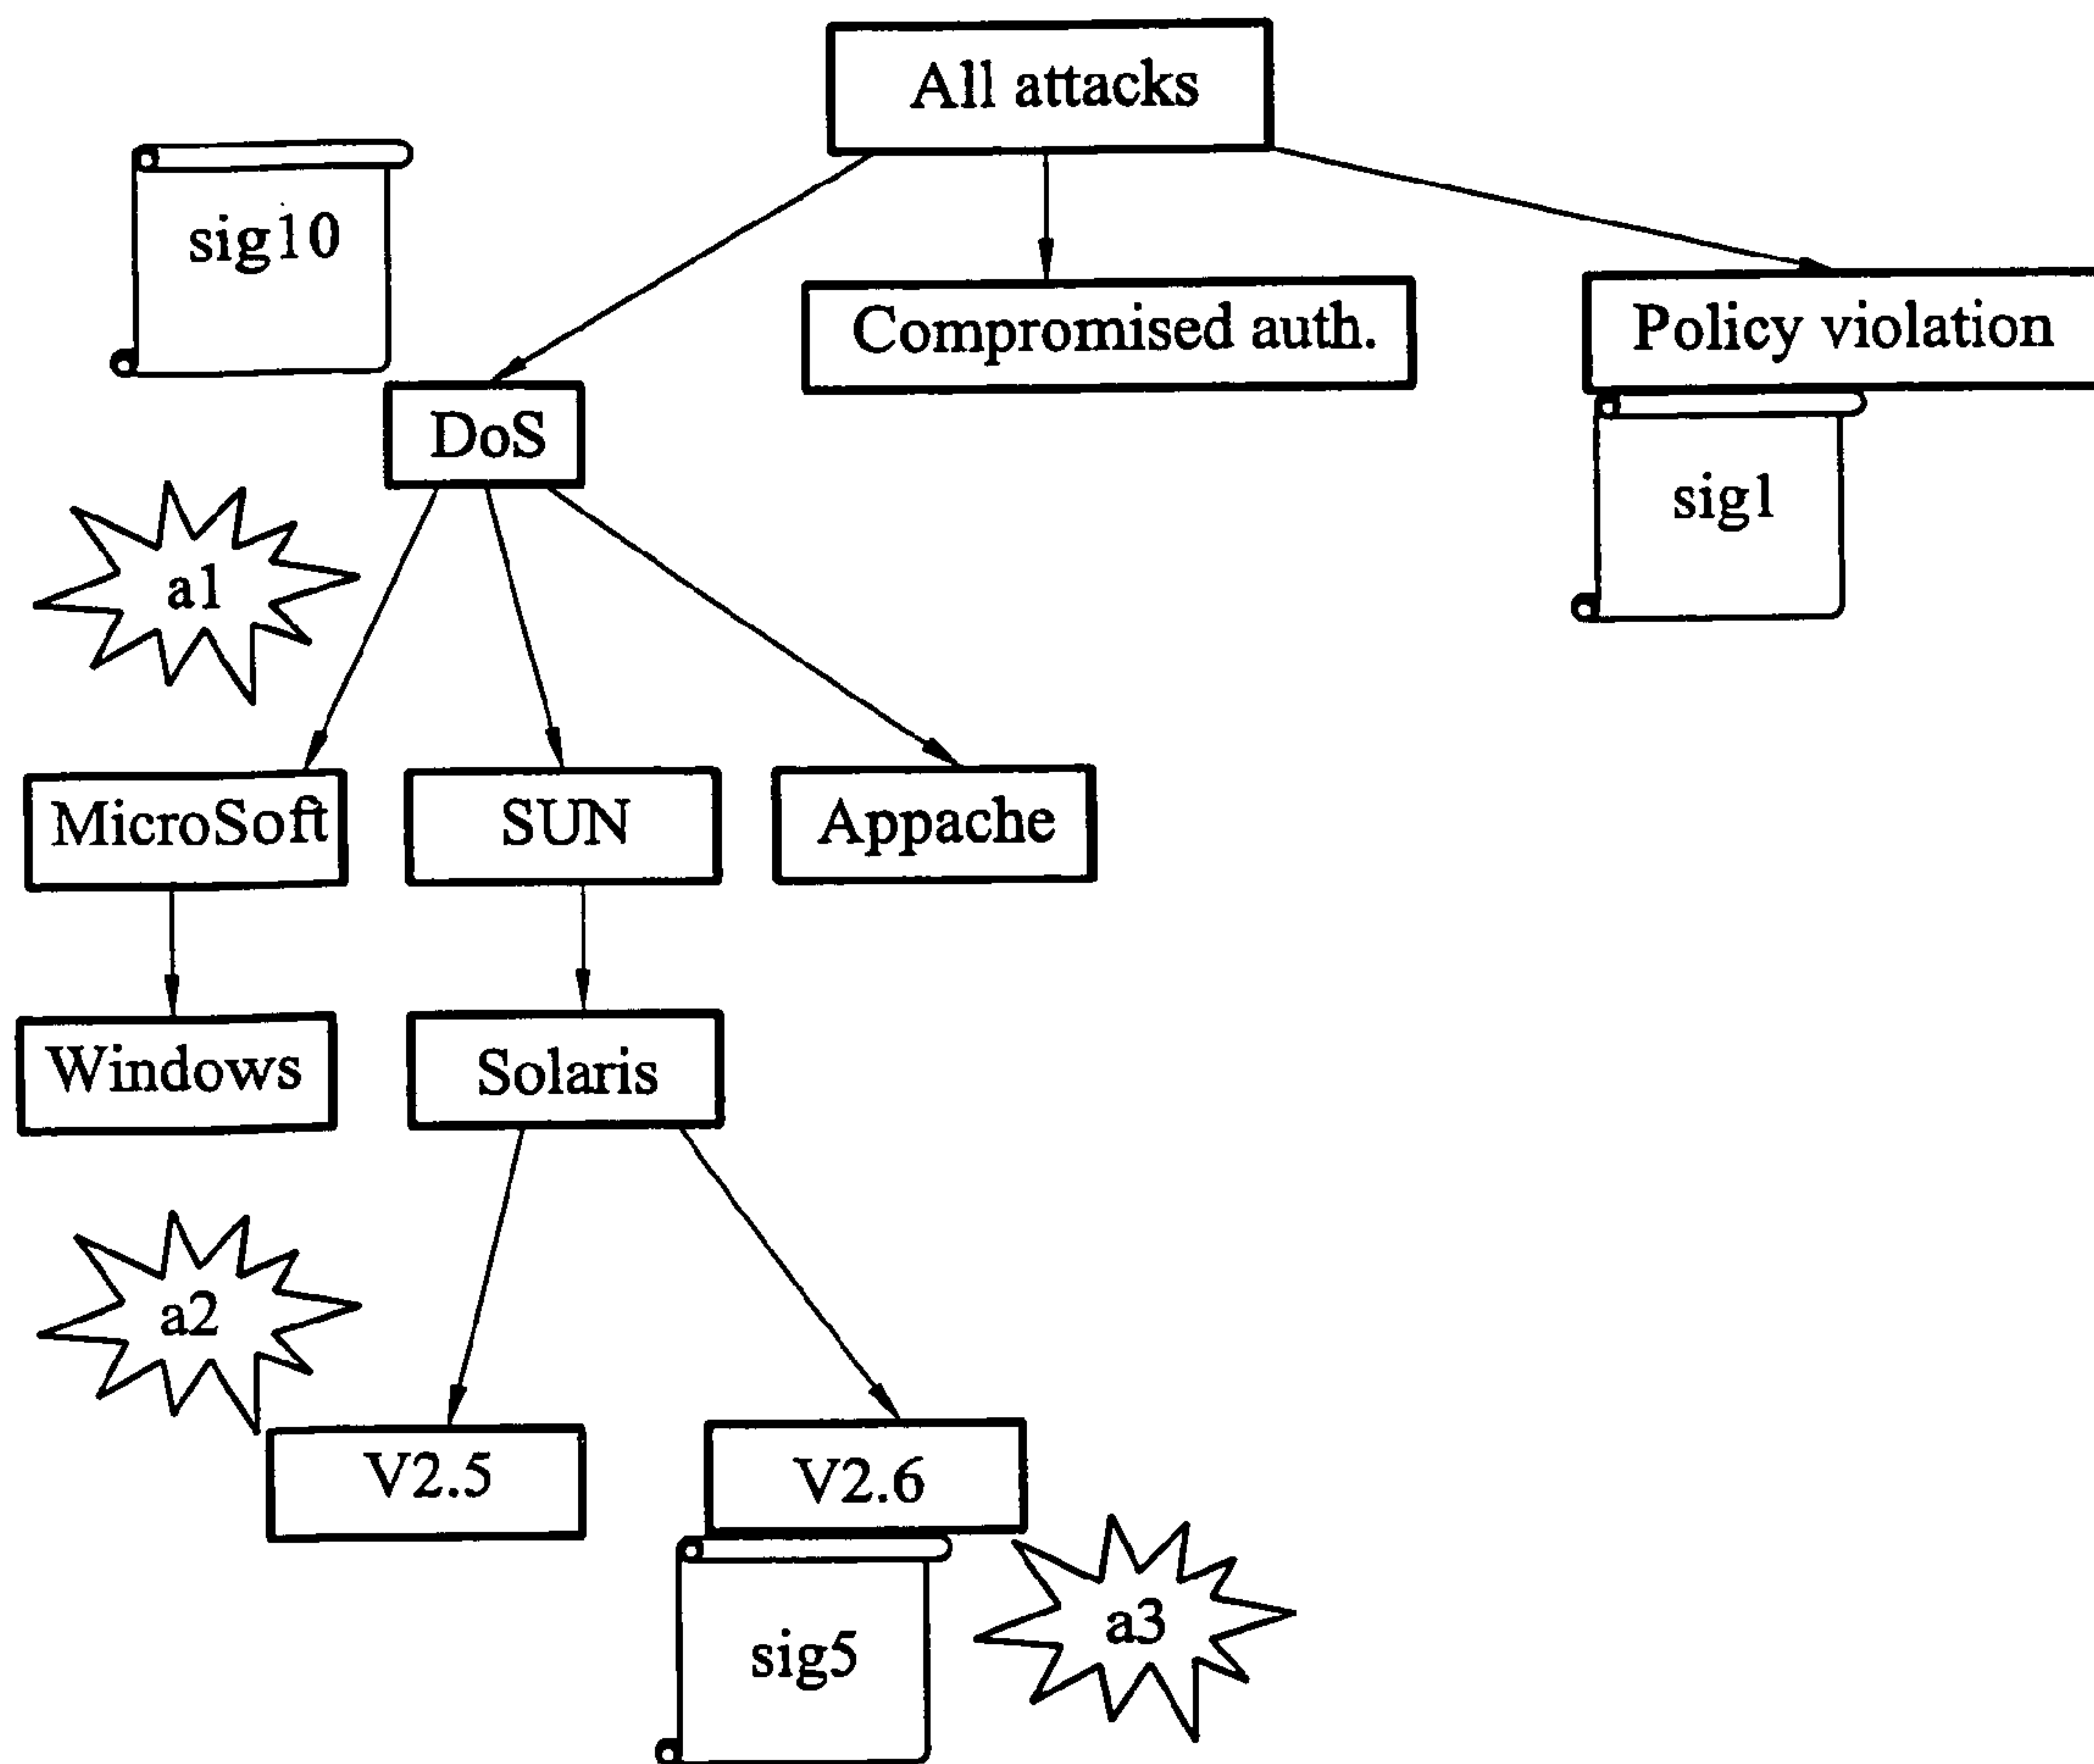 All attacks
sig10
Compromised auth.
Policy violation
DoS
sig1
a1
MicroSoft
SUN
Appache
Windows
Solaris
a2
V2.5
V2.6
a3
sig5